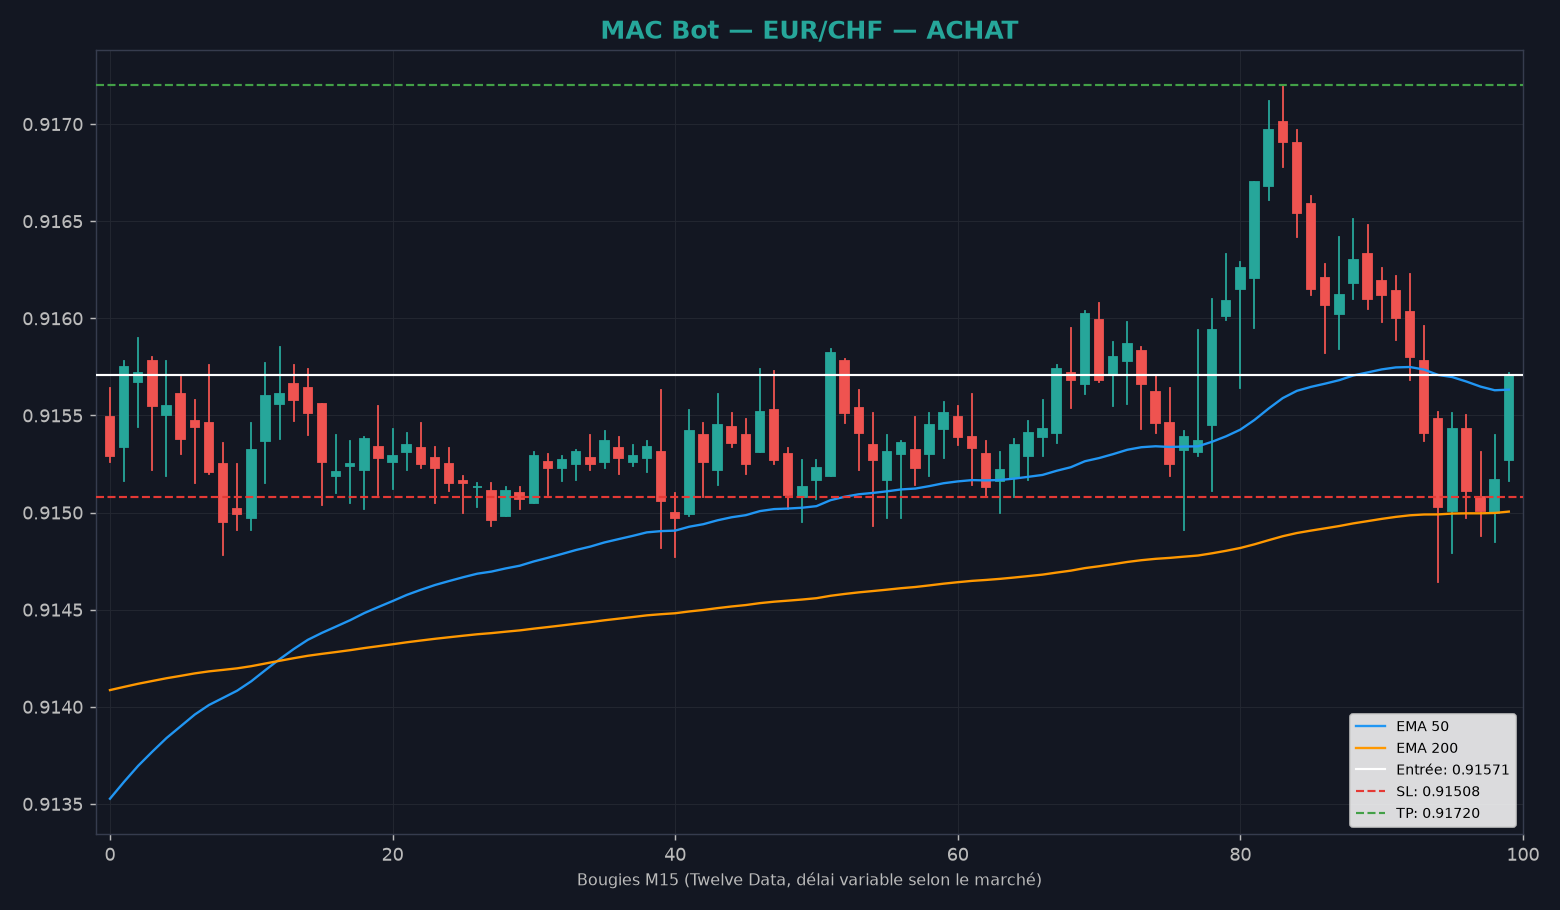 MAC Bot — EUR/CHF — ACHAT
0.9170
0.9165
0.9160
0.9155
0.9150
0.9145
0.9140
0.9135
EMA 50
EMA 200
Entrée: 0.91571
SL: 0.91508
TP: 0.91720
0 20 40 60 80 100
Bougies M15 (Twelve Data, délai variable selon le marché)